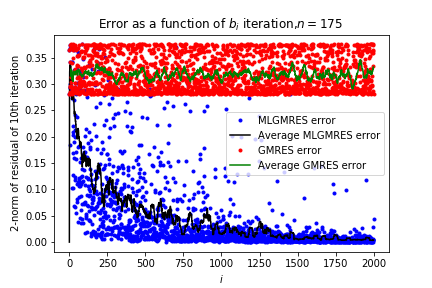 Error as a function of b_i iteration,n = 175
2-norm of residual of 10th iteration
0.35
0.30
0.25
0.20
0.15
0.10
0.05
0.00
MLGMRES error
Average MLGMRES error
GMRES error
Average GMRES error
0 250 500 750 1000 1250 1500 1750 2000
i